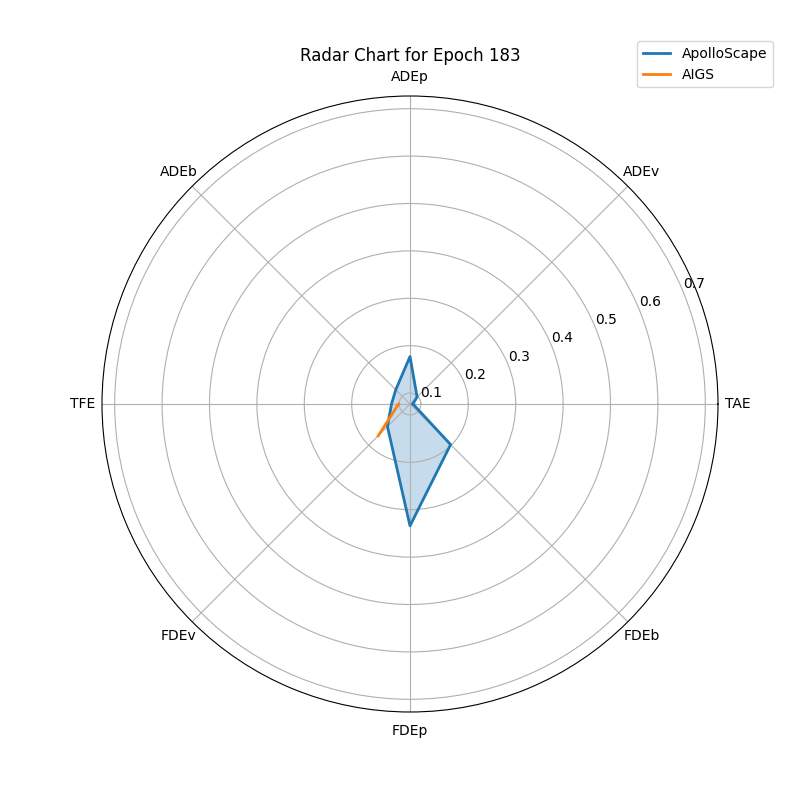 Radar Chart for Epoch 183
ApolloScape
AIGS
ADEp
ADEb
ADEv
0.7
0.6
0.5
0.4
0.3
0.2
0.1
TFE
TAE
FDEv
FDEb
FDEp